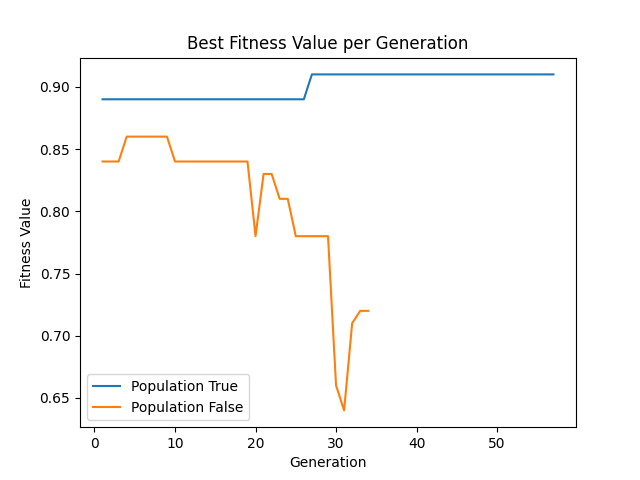 Best Fitness Value per Generation
Fitness Value
0.90
0.85
0.80
0.75
0.70
0.65
Population True
Population False
0 10 20 30 40 50
Generation